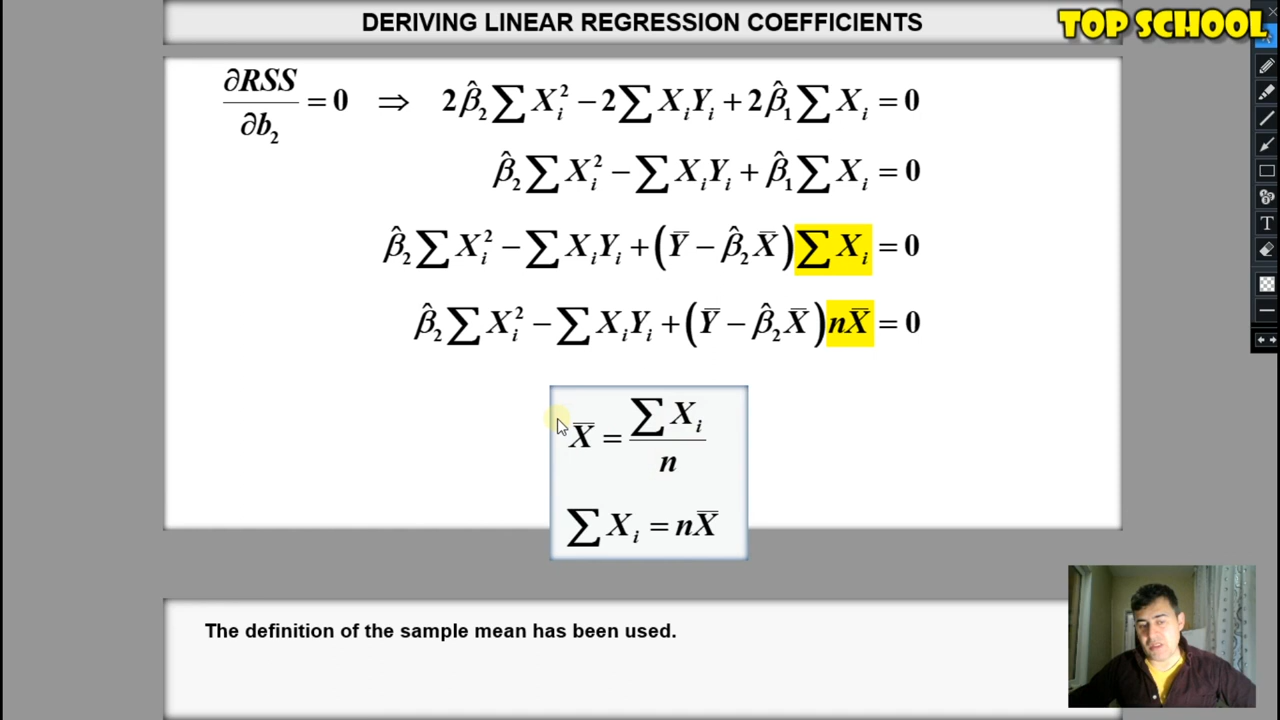 DERIVING LINEAR REGRESSION COEFFICIENTS
TOP SCHOOL
∂RSS/∂b₂ = 0 ⇒ 2β̂₂∑Xᵢ² − 2∑XᵢYᵢ + 2β̂₁∑Xᵢ = 0
β̂₂∑Xᵢ² − ∑XᵢYᵢ + β̂₁∑Xᵢ = 0
β̂₂∑Xᵢ² − ∑XᵢYᵢ + (Ȳ − β̂₂X̄)∑Xᵢ = 0
β̂₂∑Xᵢ² − ∑XᵢYᵢ + (Ȳ − β̂₂X̄)nX̄ = 0
X̄ = ∑Xᵢ/n
∑Xᵢ = nX̄
The definition of the sample mean has been used.